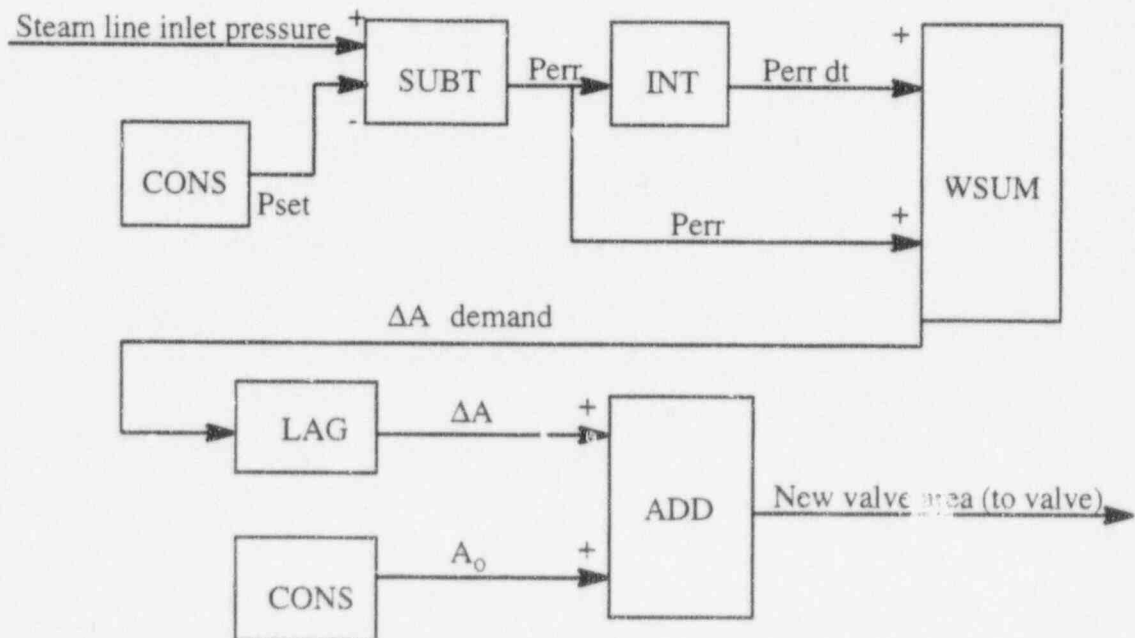 Steam line inlet pressure
+
SUBT
Perr
INT
Perr dt
+
WSUM
-
CONS
Pset
Perr
+
ΔA demand
LAG
ΔA
+
ADD
New valve area (to valve)
CONS
A₀
+